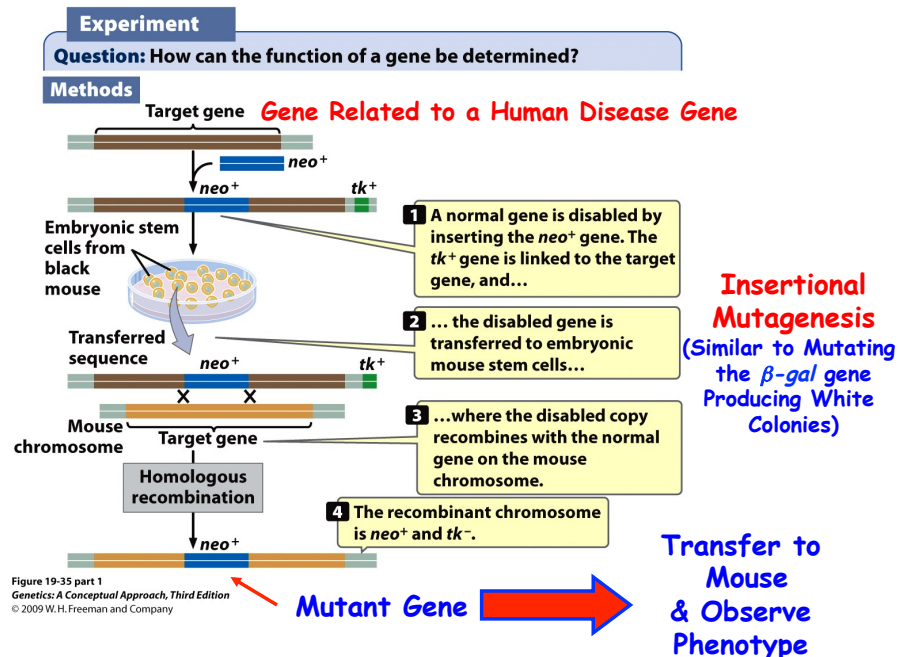 Experiment
Question: How can the function of a gene be determined?
Methods
Target gene
Gene Related to a Human Disease Gene
neo+
neo+
tk+
1 A normal gene is disabled by
inserting the neo+ gene. The
tk+ gene is linked to the target
gene, and…
Embryonic stem
cells from
black
mouse
Insertional
Mutagenesis
(Similar to Mutating
the β-gal gene
Producing White
Colonies)
2 … the disabled gene is
transferred to embryonic
mouse stem cells…
Transferred
sequence
neo+
tk+
Mouse
chromosome
Target gene
3 …where the disabled copy
recombines with the normal
gene on the mouse
chromosome.
Homologous
recombination
4 The recombinant chromosome
is neo+ and tk–.
neo+
Figure 19-35 part 1
Genetics: A Conceptual Approach, Third Edition
© 2009 W. H. Freeman and Company
Mutant Gene
Transfer to
Mouse
& Observe
Phenotype